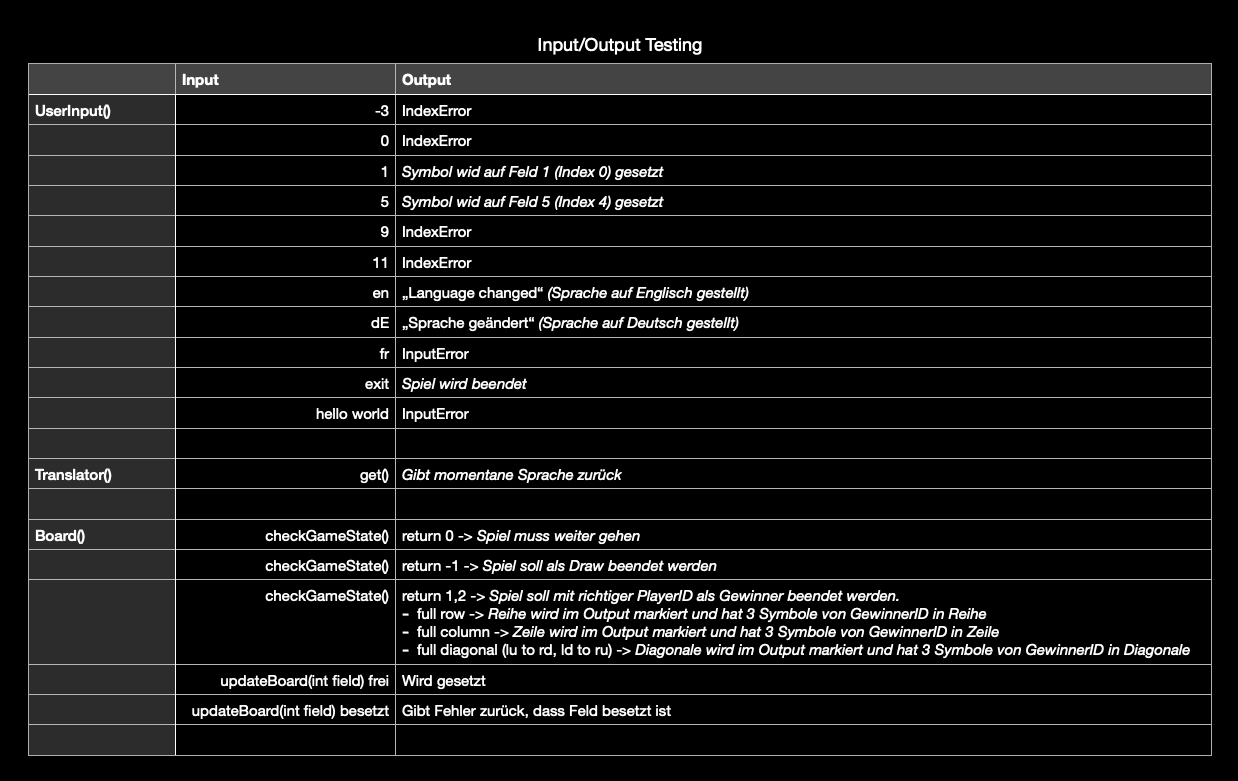 Input/Output Testing
Input Output
UserInput() -3 IndexError
0 IndexError
1 Symbol wid auf Feld 1 (Index 0) gesetzt
5 Symbol wid auf Feld 5 (Index 4) gesetzt
9 IndexError
11 IndexError
en „Language changed“ (Sprache auf Englisch gestellt)
dE „Sprache geändert“ (Sprache auf Deutsch gestellt)
fr InputError
exit Spiel wird beendet
hello world InputError
Translator() get() Gibt momentane Sprache zurück
Board() checkGameState() return 0 -> Spiel muss weiter gehen
checkGameState() return -1 -> Spiel soll als Draw beendet werden
checkGameState() return 1,2 -> Spiel soll mit richtiger PlayerID als Gewinner beendet werden.
- full row -> Reihe wird im Output markiert und hat 3 Symbole von GewinnerID in Reihe
- full column -> Zeile wird im Output markiert und hat 3 Symbole von GewinnerID in Zeile
- full diagonal (lu to rd, ld to ru) -> Diagonale wird im Output markiert und hat 3 Symbole von GewinnerID in Diagonale
updateBoard(int field) frei Wird gesetzt
updateBoard(int field) besetzt Gibt Fehler zurück, dass Feld besetzt ist